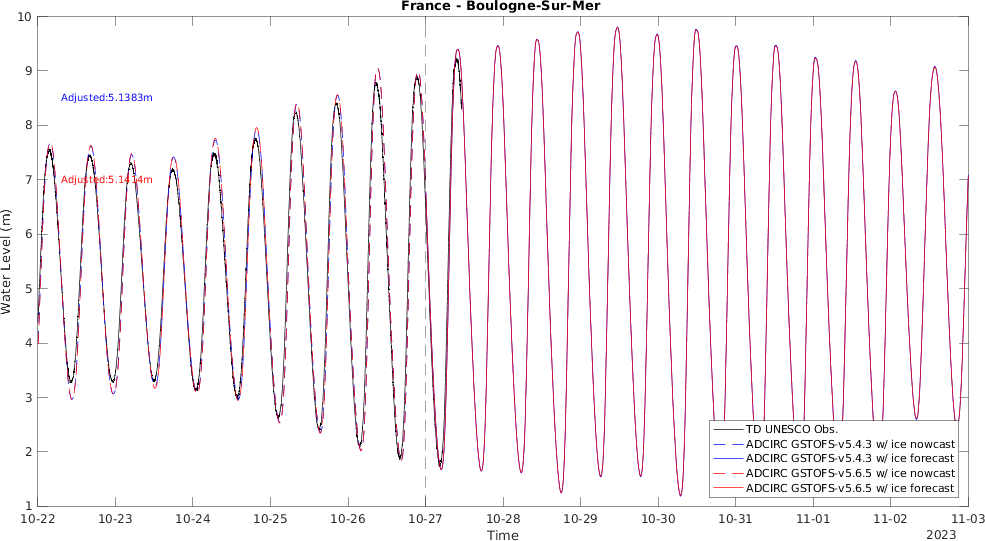 France - Boulogne-Sur-Mer
10
9
8
7
6
5
4
3
2
1
Water Level (m)
Adjusted:5.1383m
Adjusted:5.1414m
TD UNESCO Obs.
ADCIRC GSTOFS-v5.4.3 w/ ice nowcast
ADCIRC GSTOFS-v5.4.3 w/ ice forecast
ADCIRC GSTOFS-v5.6.5 w/ ice nowcast
ADCIRC GSTOFS-v5.6.5 w/ ice forecast
10-22 10-23 10-24 10-25 10-26 10-27 10-28 10-29 10-30 10-31 11-01 11-02 11-03
Time
2023